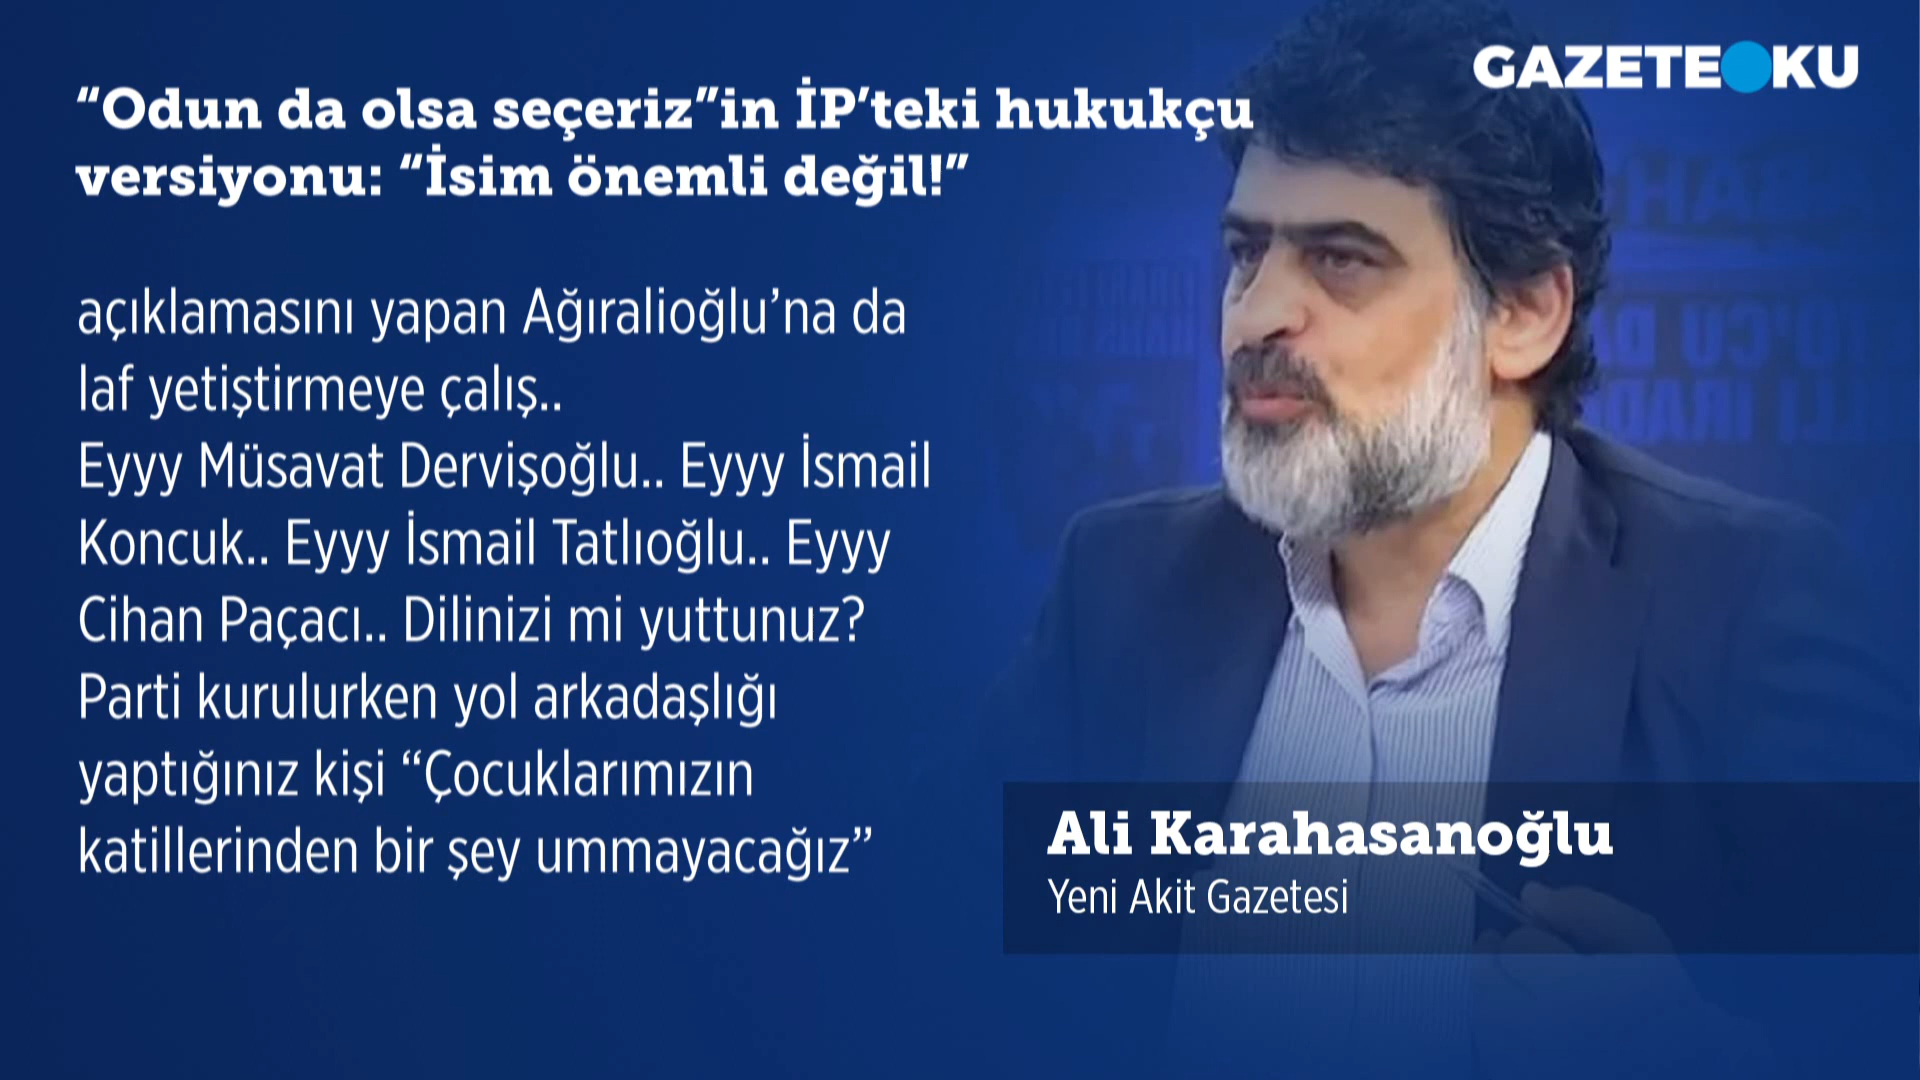 GAZETE OKU
“Odun da olsa seçeriz”in İP’teki hukukçu
versiyonu: “İsim önemli değil!”
açıklamasını yapan Ağıralioğlu’na da
laf yetiştirmeye çalış..
Eyyy Müsavat Dervişoğlu.. Eyyy İsmail
Koncuk.. Eyyy İsmail Tatlıoğlu.. Eyyy
Cihan Paçacı.. Dilinizi mi yuttunuz?
Parti kurulurken yol arkadaşlığı
yaptığınız kişi “Çocuklarımızın
katillerinden bir şey ummayacağız”
Ali Karahasanoğlu
Yeni Akit Gazetesi